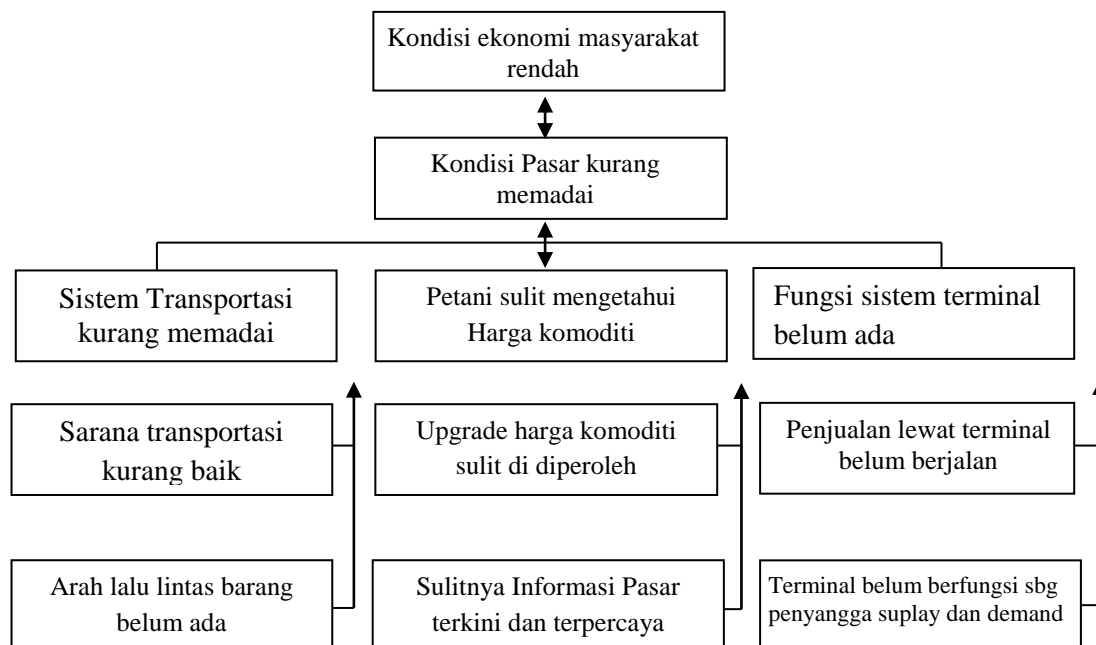 Kondisi ekonomi masyarakat
rendah
Kondisi Pasar kurang
memadai
Sistem Transportasi
kurang memadai
Petani sulit mengetahui
Harga komoditi
Fungsi sistem terminal
belum ada
Sarana transportasi
kurang baik
Upgrade harga komoditi
sulit di diperoleh
Penjualan lewat terminal
belum berjalan
Arah lalu lintas barang
belum ada
Sulitnya Informasi Pasar
terkini dan terpercaya
Terminal belum berfungsi sbg
penyangga suplay dan demand